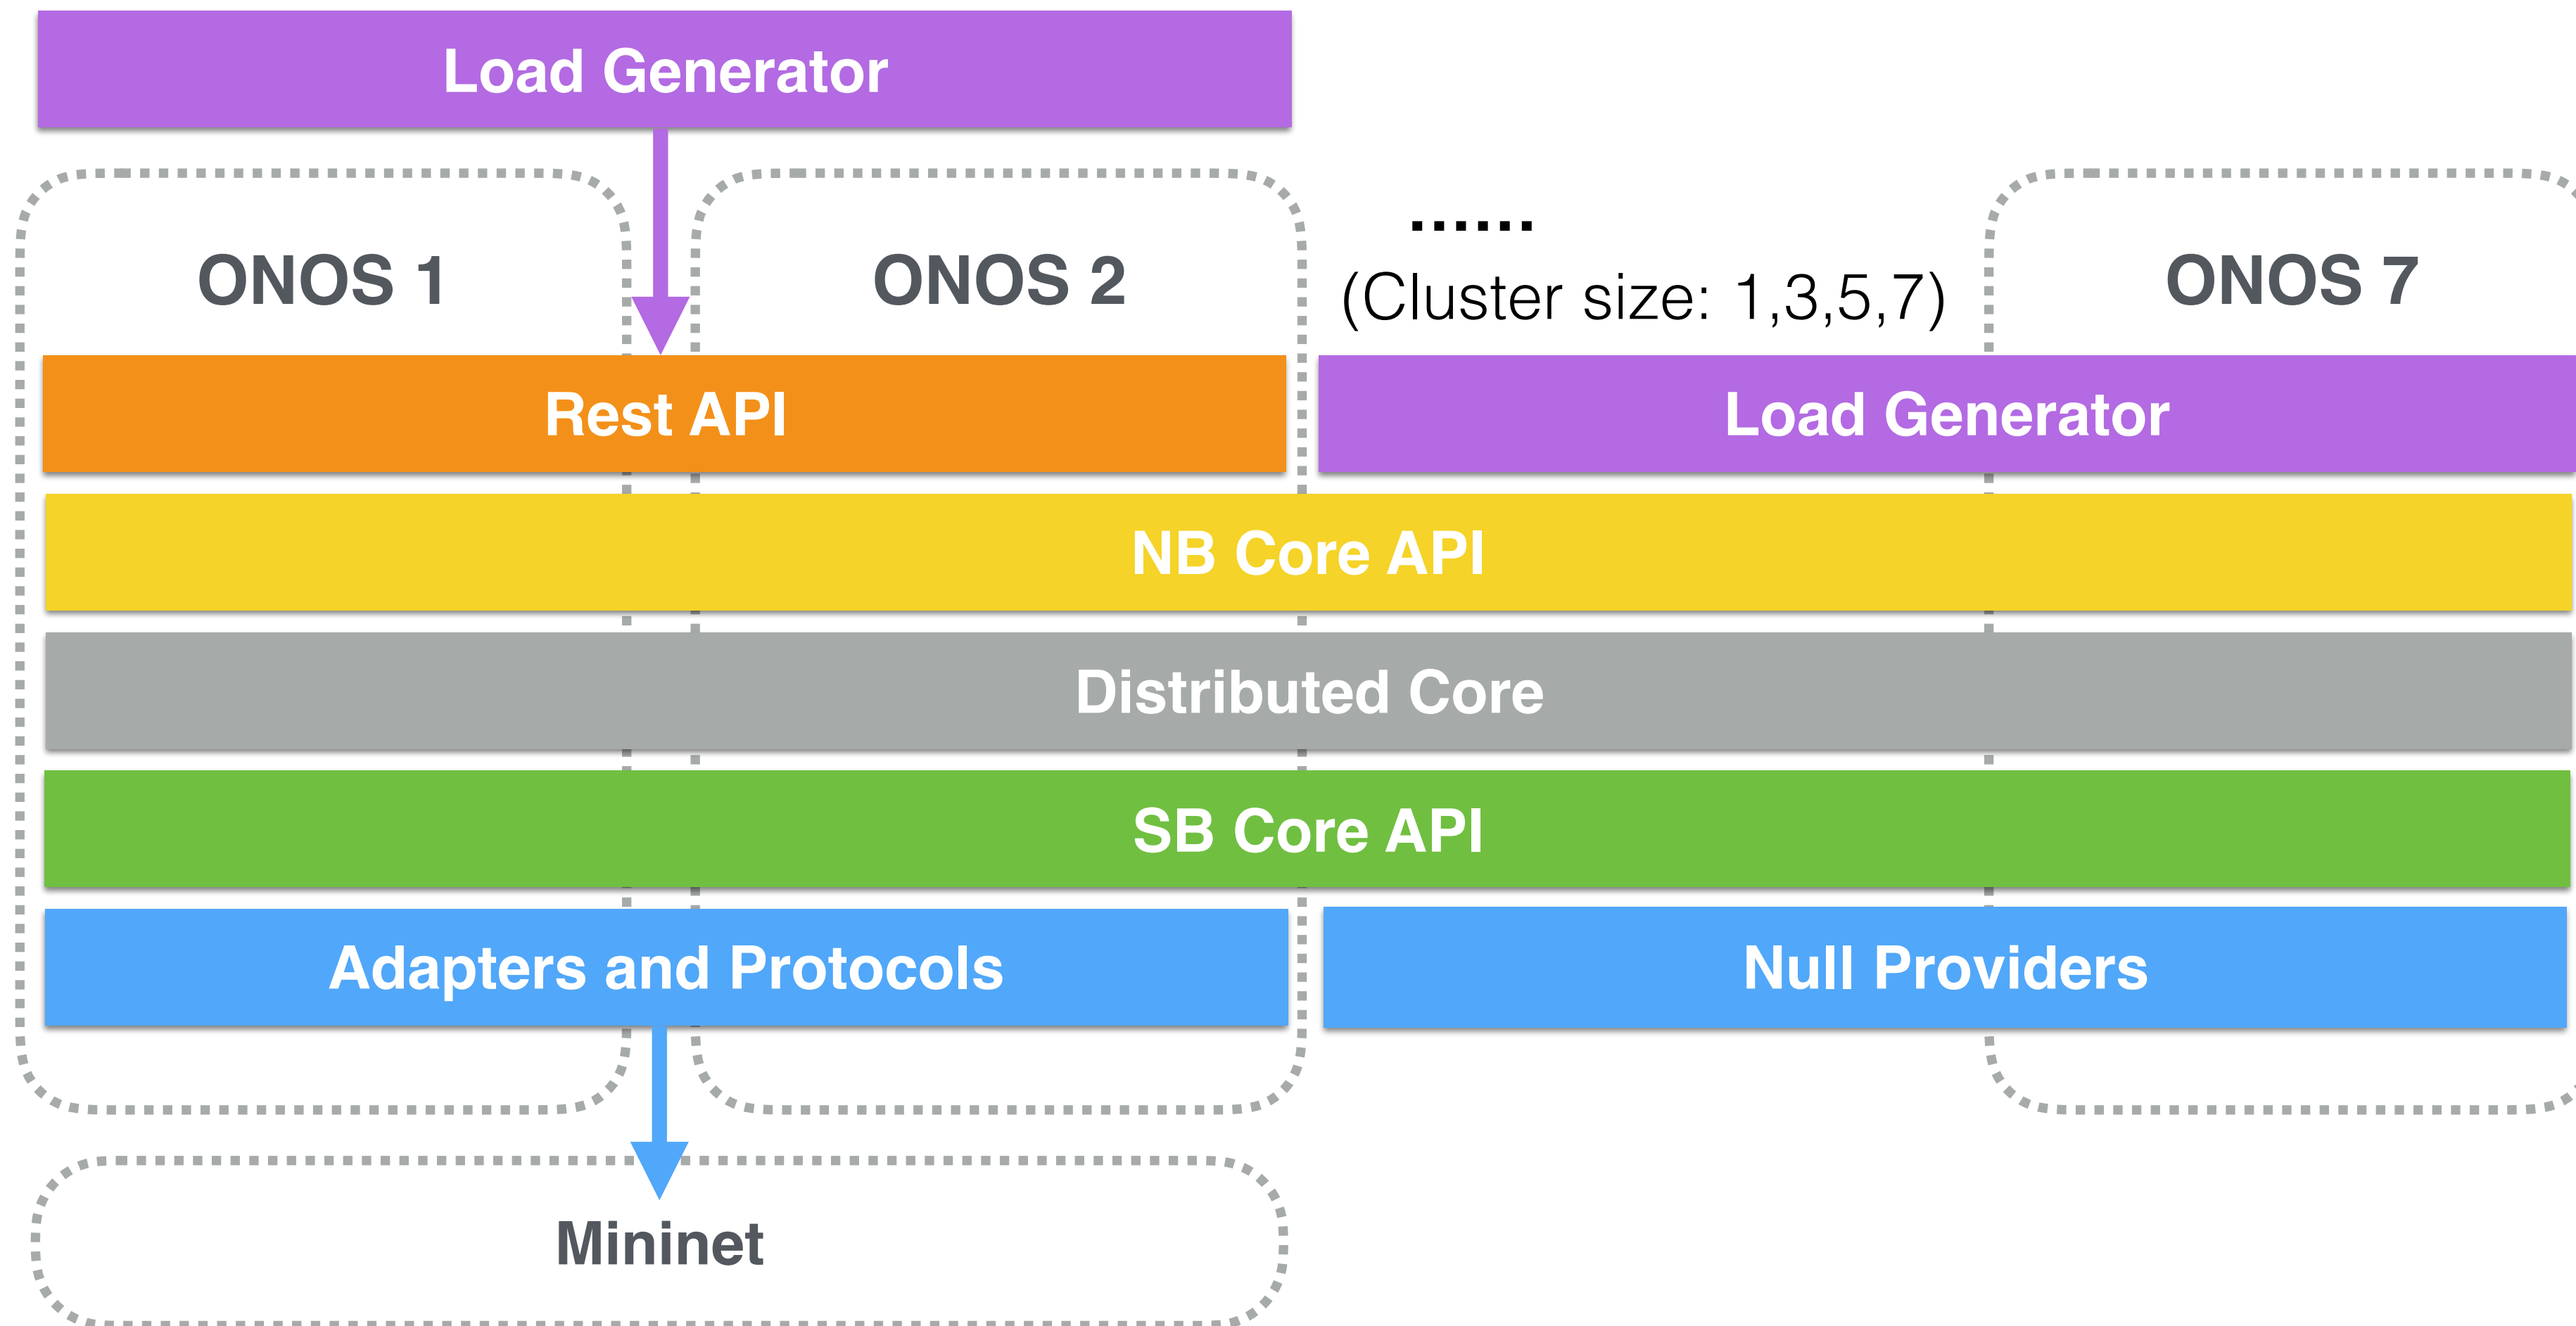 Load Generator
ONOS 1
ONOS 2
......
(Cluster size: 1,3,5,7)
ONOS 7
Rest API
Load Generator
NB Core API
Distributed Core
SB Core API
Adapters and Protocols
Null Providers
Mininet